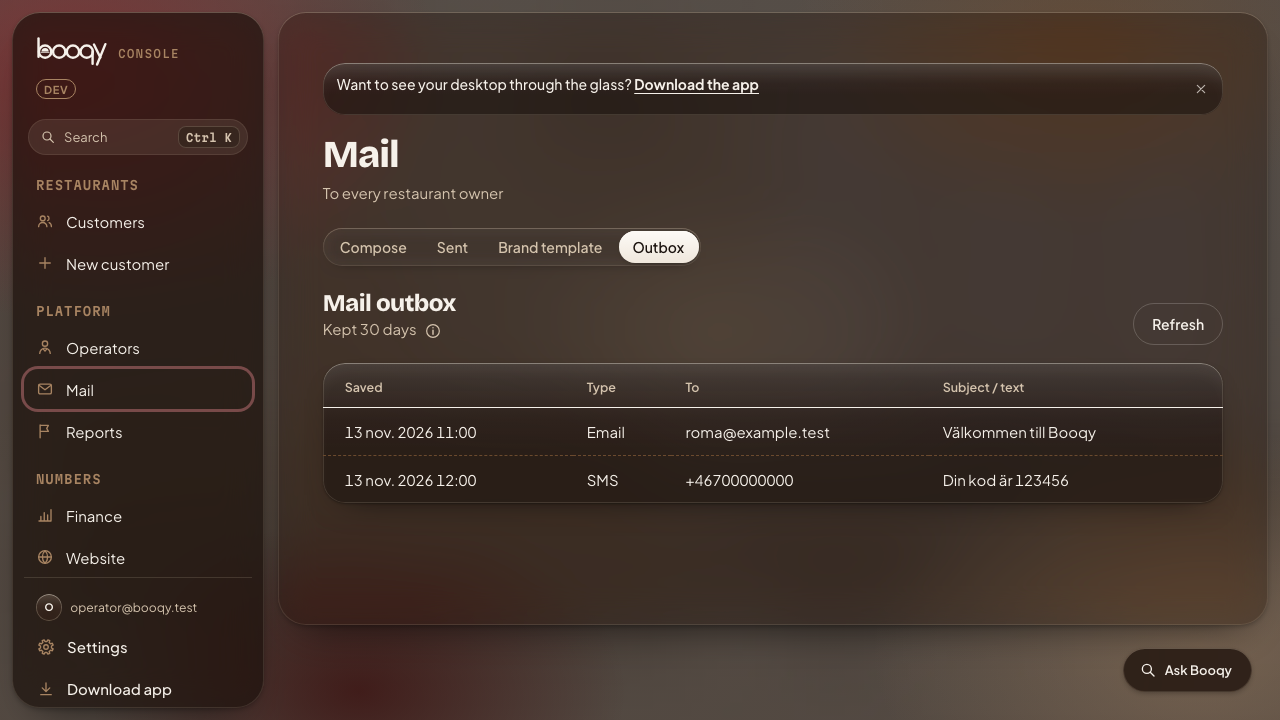 booqy CONSOLE
DEV
Search Ctrl K
RESTAURANTS
Customers
New customer
PLATFORM
Operators
Mail
Reports
NUMBERS
Finance
Website
O operator@booqy.test
Settings
Download app
Want to see your desktop through the glass? Download the app
Mail
To every restaurant owner
Compose Sent Brand template Outbox
Mail outbox
Kept 30 days
Refresh
Saved Type To Subject / text
13 nov. 2026 11:00 Email roma@example.test Välkommen till Booqy
13 nov. 2026 12:00 SMS +46700000000 Din kod är 123456
Ask Booqy